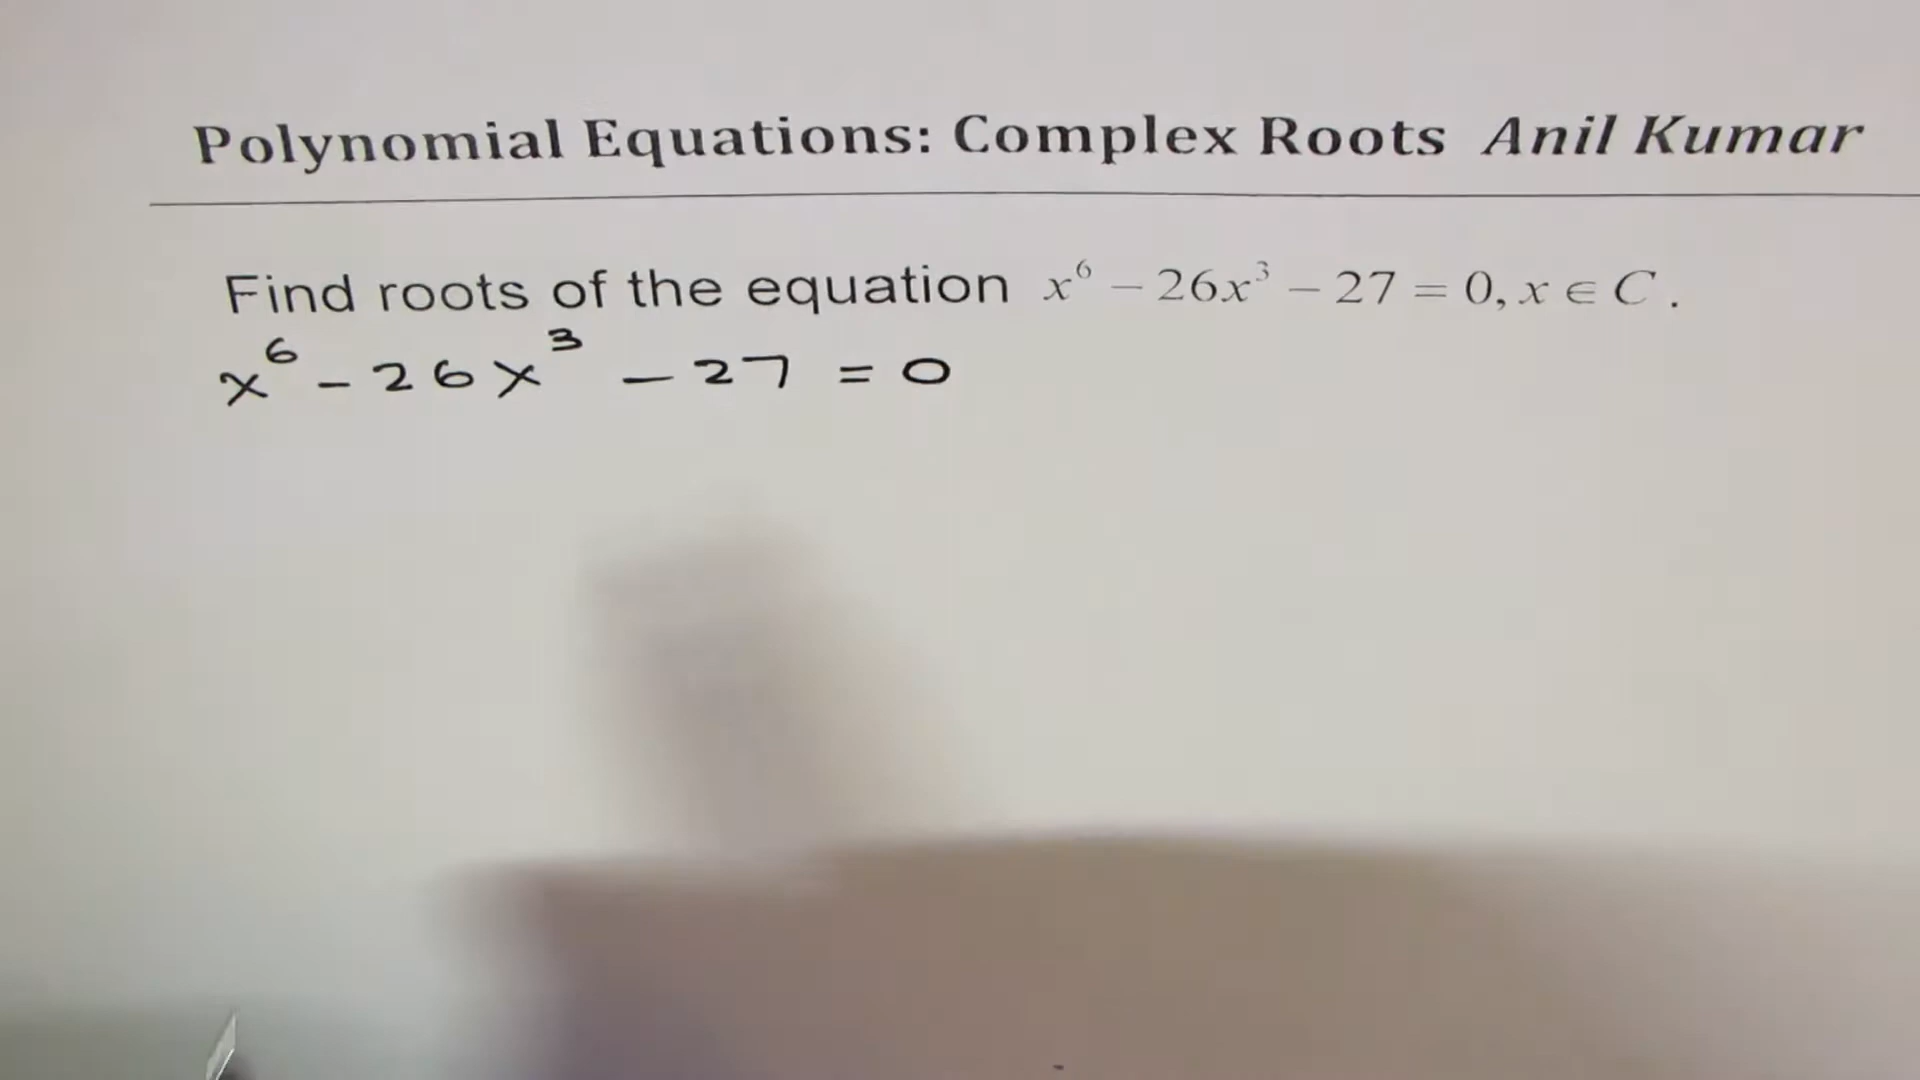 Polynomial Equations: Complex Roots Anil Kumar
Find roots of the equation x⁶ – 26x³ – 27 = 0, x ∈ C .
x⁶ – 26x³ – 27 = 0